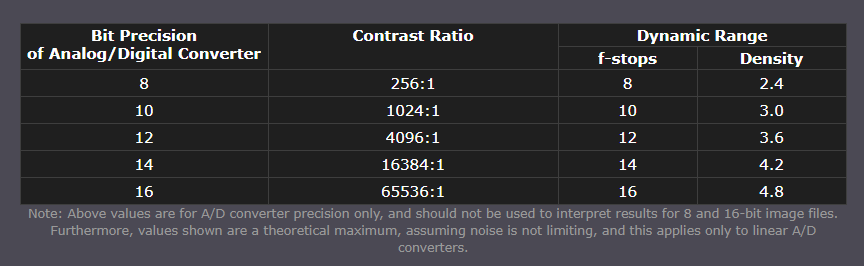 Bit Precision
of Analog/Digital Converter
Contrast Ratio
Dynamic Range
f-stops Density
8 256:1 8 2.4
10 1024:1 10 3.0
12 4096:1 12 3.6
14 16384:1 14 4.2
16 65536:1 16 4.8
Note: Above values are for A/D converter precision only, and should not be used to interpret results for 8 and 16-bit image files.
Furthermore, values shown are a theoretical maximum, assuming noise is not limiting, and this applies only to linear A/D
converters.